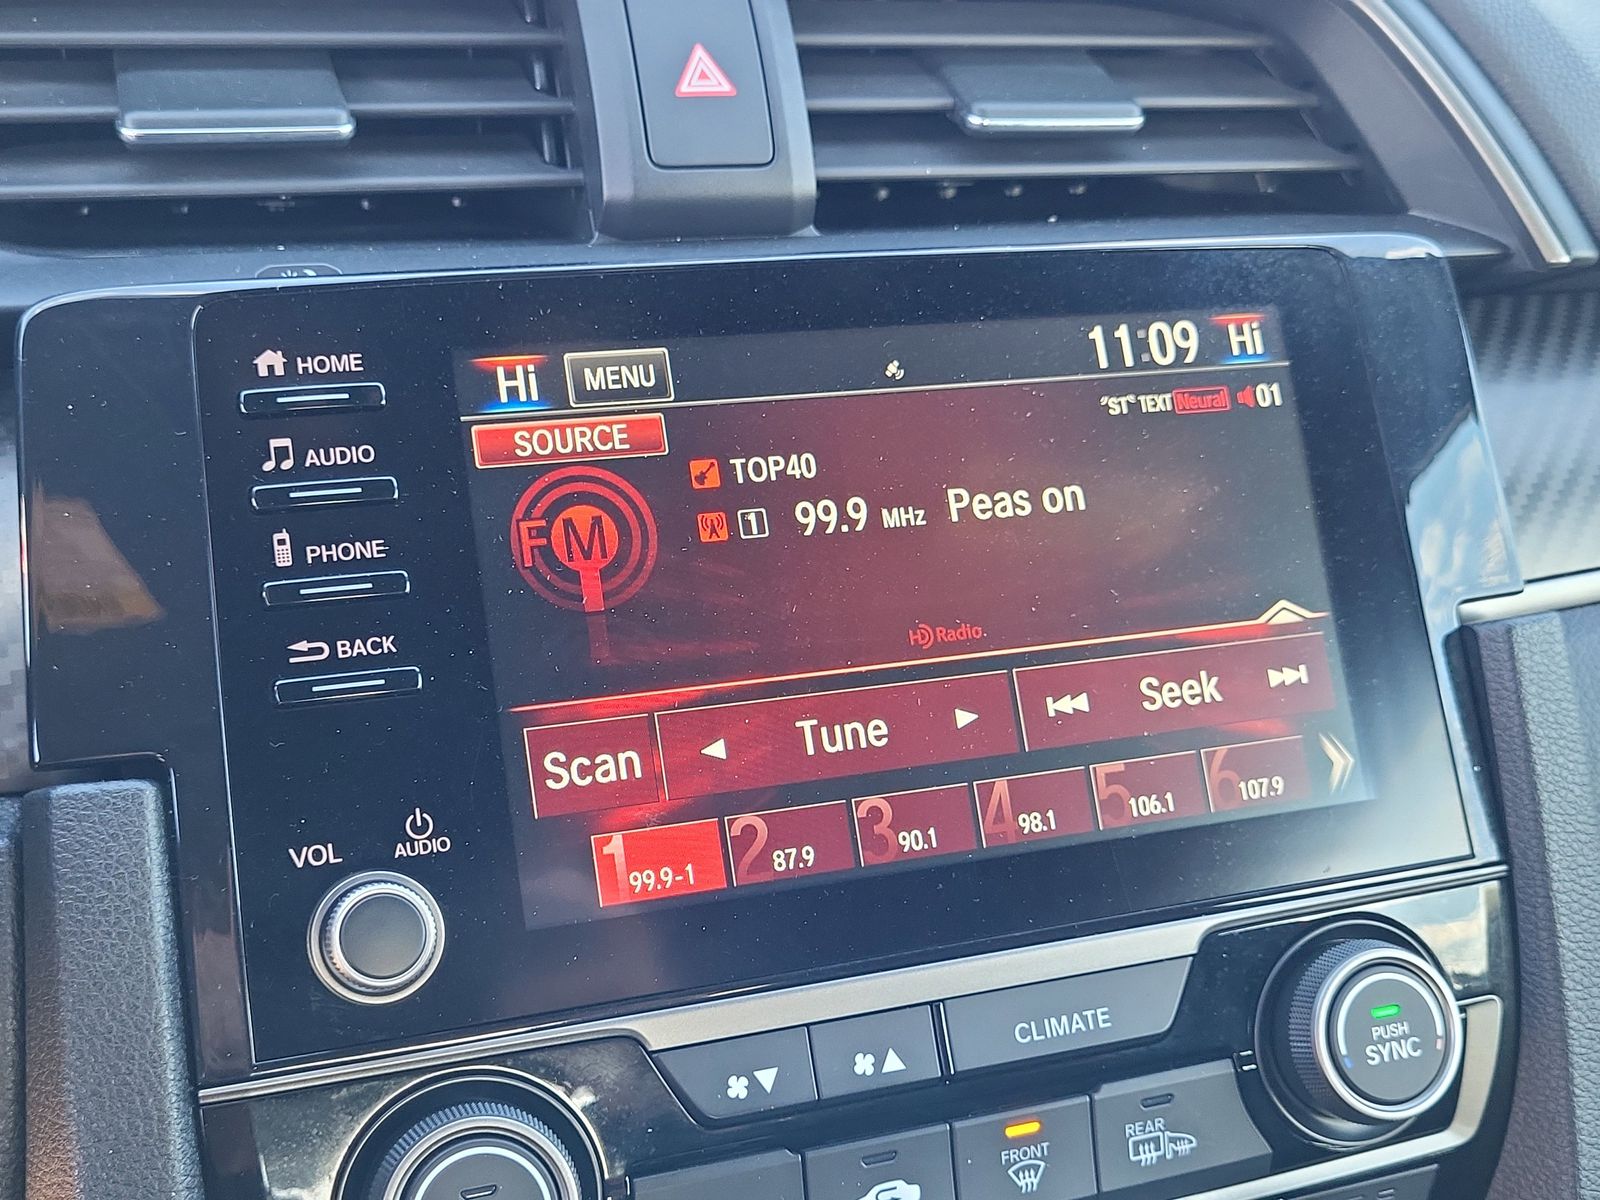 HOME
AUDIO
PHONE
BACK
VOL
AUDIO
Hi
MENU
11:09
Hi
"ST" TEXT Neural 01
SOURCE
FM
TOP40
1 99.9 MHz Peas on
HD Radio
Scan
Tune
Seek
1 99.9-1
2 87.9
3 90.1
4 98.1
5 106.1
6 107.9
CLIMATE
PUSH
SYNC
FRONT
REAR